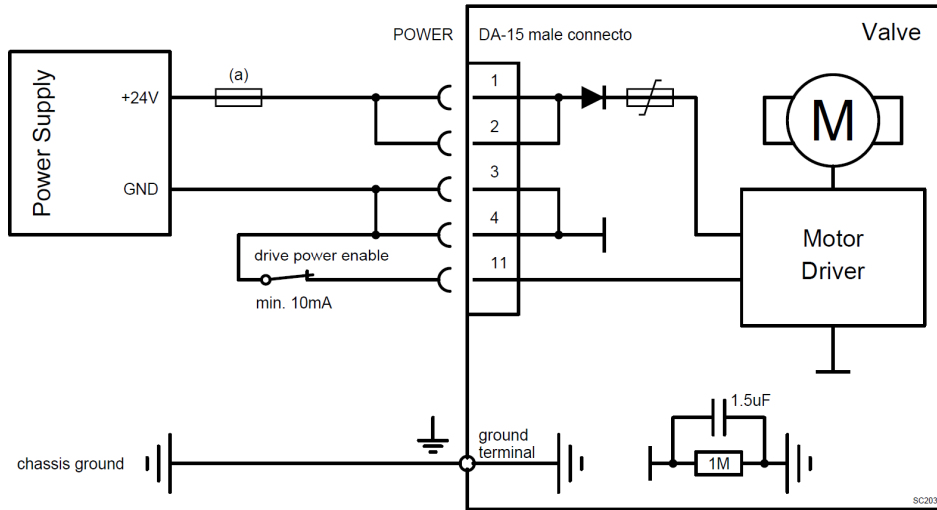 POWER
DA-15 male connecto
Valve
Power Supply
+24V
(a)
1
2
M
GND
3
4
drive power enable
11
min. 10mA
Motor
Driver
1.5uF
chassis ground
ground
terminal
1M
SC203